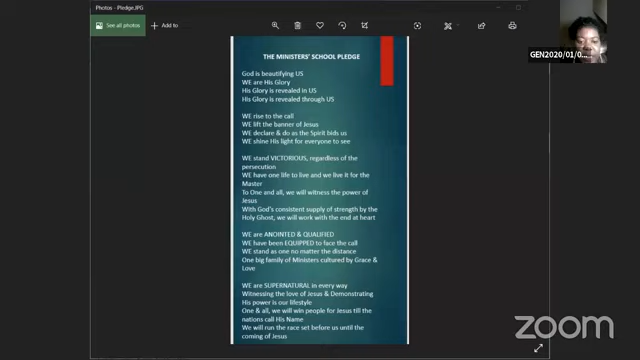 Photos - Pledge.JPG
See all photos
Add to
THE MINISTERS' SCHOOL PLEDGE
God is beautifying US
WE are His Glory
His Glory is revealed in US
His Glory is revealed through US
WE rise to the call
WE lift the banner of Jesus
WE declare & do as the Spirit bids us
WE shine His light for everyone to see
WE stand VICTORIOUS, regardless of the
persecution
WE have one life to live and we live it for the
Master
To One and all, we will witness the power of
Jesus
With God's consistent supply of strength by the
Holy Ghost, we will work with the end at heart
WE are ANOINTED & QUALIFIED
WE have been EQUIPPED to face the call
WE stand as one no matter the distance
One big family of Ministers cultured by Grace &
Love
WE are SUPERNATURAL in every way
Witnessing the love of Jesus & Demonstrating
His power is our lifestyle
One & all, we will win people for Jesus till the
nations call His Name
We will run the race set before us until the
coming of Jesus
GEN2020/01/0...
zoom